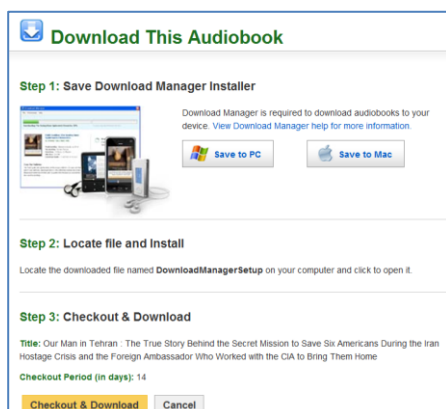 Download This Audiobook
Step 1: Save Download Manager Installer
Download Manager is required to download audiobooks to your
device. View Download Manager help for more information.
Save to PC
Save to Mac
Step 2: Locate file and Install
Locate the downloaded file named DownloadManagerSetup on your computer and click to open it.
Step 3: Checkout & Download
Title: Our Man in Tehran : The True Story Behind the Secret Mission to Save Six Americans During the Iran
Hostage Crisis and the Foreign Ambassador Who Worked with the CIA to Bring Them Home
Checkout Period (in days): 14
Checkout & Download
Cancel